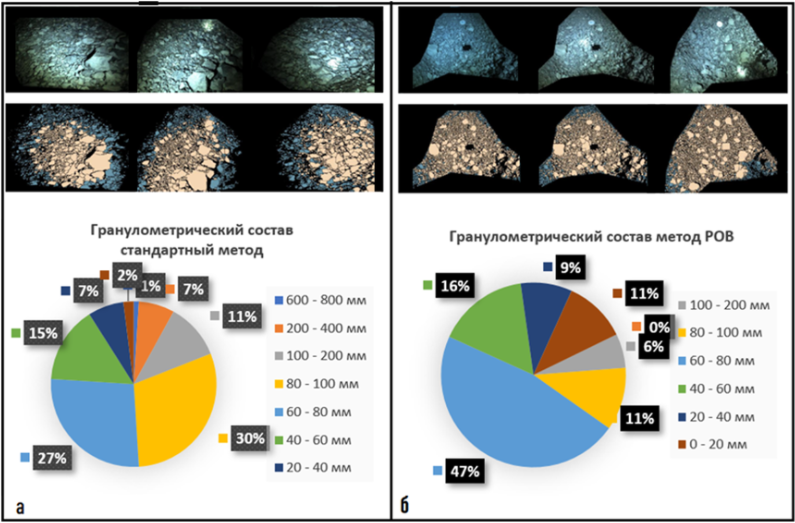 Гранулометрический состав
стандартный метод
2%
1%
7%
7%
11%
15%
30%
27%
600 - 800 мм
200 - 400 мм
100 - 200 мм
80 - 100 мм
60 - 80 мм
40 - 60 мм
20 - 40 мм
а
Гранулометрический состав метод РОВ
9%
16%
11%
0%
6%
11%
47%
100 - 200 мм
80 - 100 мм
60 - 80 мм
40 - 60 мм
20 - 40 мм
0 - 20 мм
б